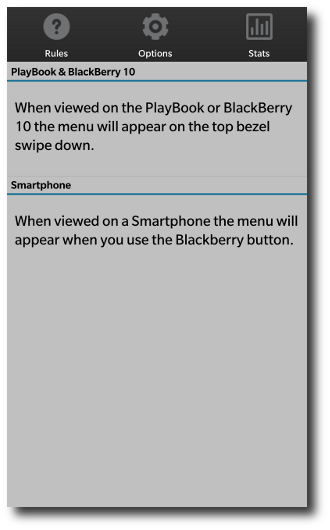 Rules Options Stats
PlayBook & BlackBerry 10
When viewed on the PlayBook or BlackBerry
10 the menu will appear on the top bezel
swipe down.
Smartphone
When viewed on a Smartphone the menu will
appear when you use the Blackberry button.